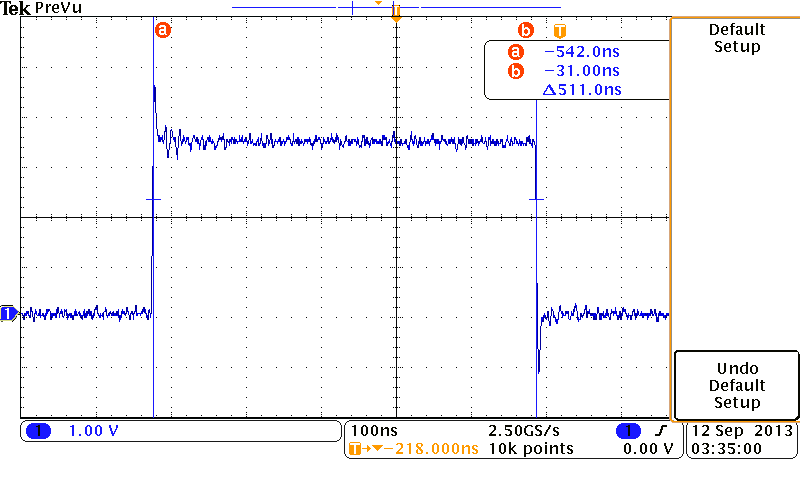 Tek PreVu
T
a
b
T
a -542.0ns
b -31.00ns
Δ511.0ns
Default
Setup
T
Undo
Default
Setup
1 1.00 V
100ns 2.50GS/s 1 0.00 V
T→▼-218.000ns 10k points
12 Sep 2013
03:35:00